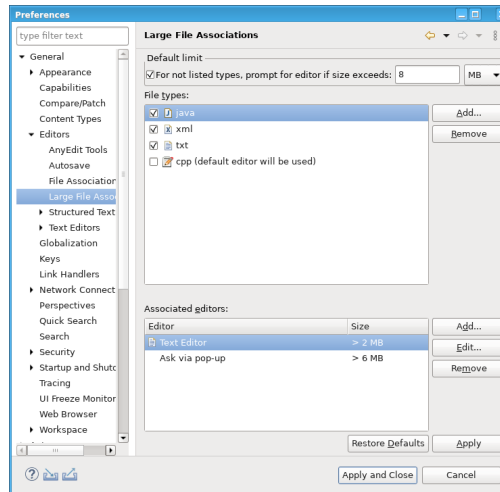 Preferences
type filter text
General
Appearance
Capabilities
Compare/Patch
Content Types
Editors
AnyEdit Tools
Autosave
File Association
Large File Asso
Structured Text
Text Editors
Globalization
Keys
Link Handlers
Network Connect
Perspectives
Quick Search
Search
Security
Startup and Shutd
Tracing
UI Freeze Monitor
Web Browser
Workspace
Large File Associations
Default limit
For not listed types, prompt for editor if size exceeds: 8 MB
File types:
java
xml
txt
cpp (default editor will be used)
Add...
Remove
Associated editors:
Editor Size
Text Editor > 2 MB
Ask via pop-up > 6 MB
Add...
Edit...
Remove
Restore Defaults Apply
Apply and Close Cancel